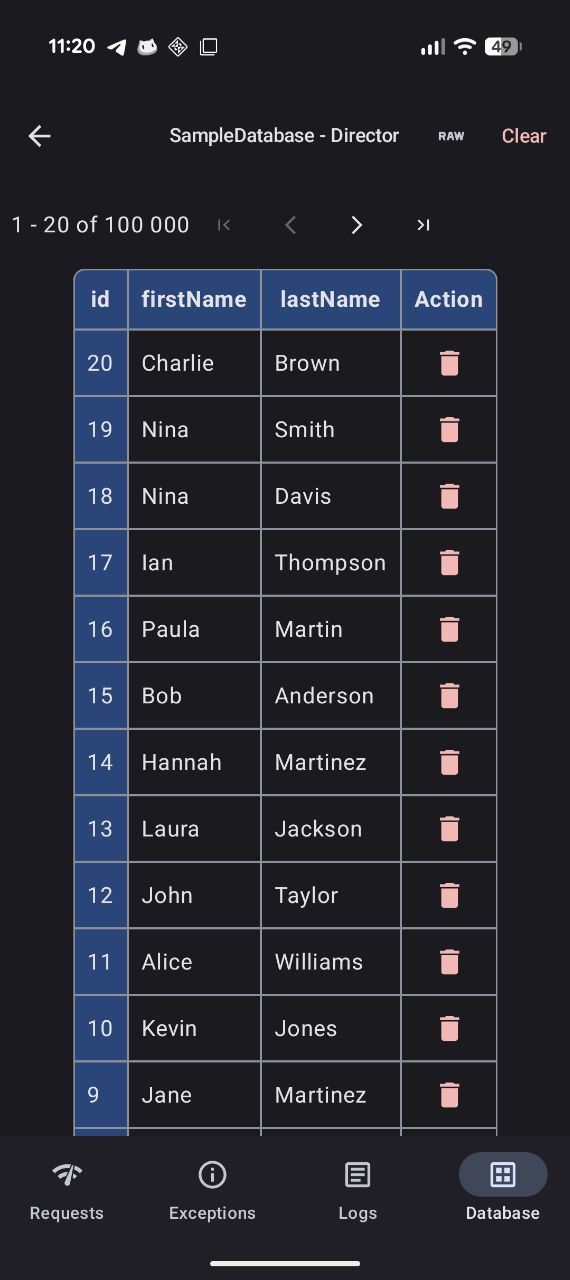 11:20 49
SampleDatabase - Director RAW Clear
1 - 20 of 100 000
id firstName lastName Action
20 Charlie Brown
19 Nina Smith
18 Nina Davis
17 Ian Thompson
16 Paula Martin
15 Bob Anderson
14 Hannah Martinez
13 Laura Jackson
12 John Taylor
11 Alice Williams
10 Kevin Jones
9 Jane Martinez
Requests Exceptions Logs Database